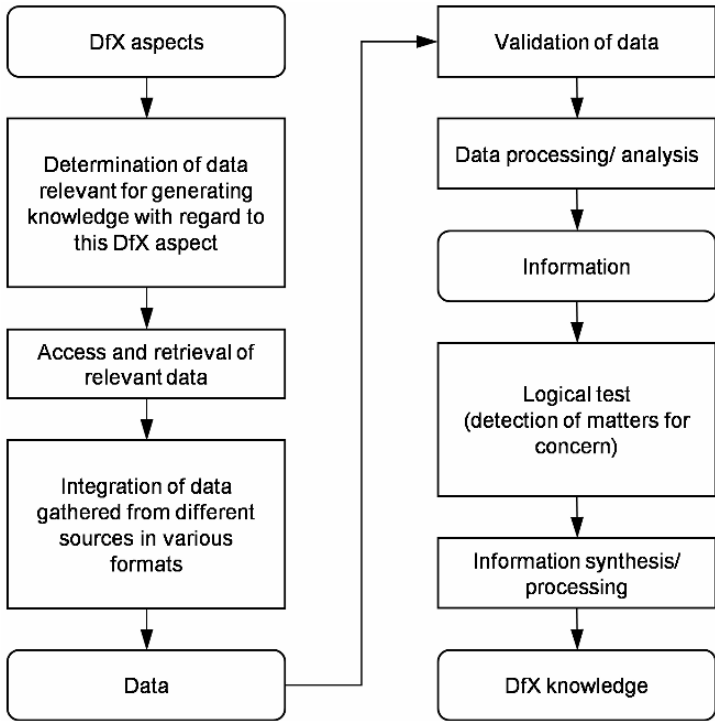 DfX aspects
Determination of data
relevant for generating
knowledge with regard to
this DfX aspect
Access and retrieval of
relevant data
Integration of data
gathered from different
sources in various
formats
Data
Validation of data
Data processing/ analysis
Information
Logical test
(detection of matters for
concern)
Information synthesis/
processing
DfX knowledge